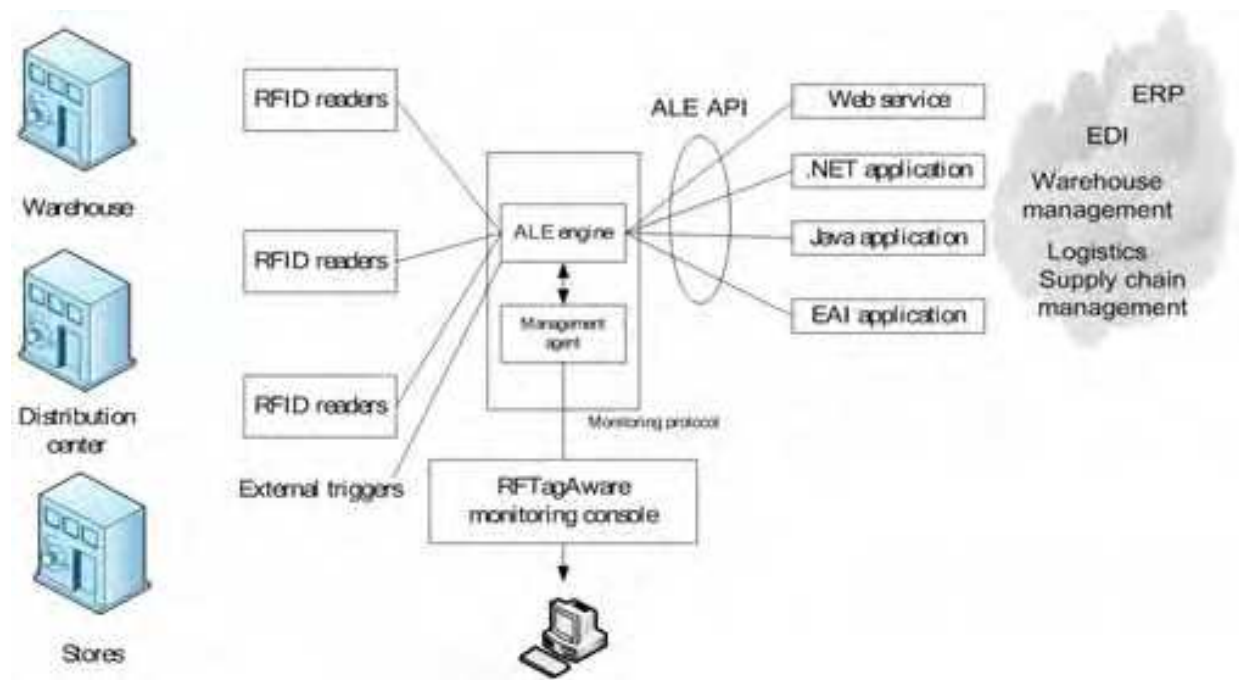 Warehouse
Distribution
center
Stores
RFID readers
RFID readers
RFID readers
External triggers
ALE engine
Management
agent
Monitoring protocol
RFTagAware
monitoring console
ALE API
Web service
.NET application
Java application
EAI application
ERP
EDI
Warehouse
management
Logistics
Supply chain
management